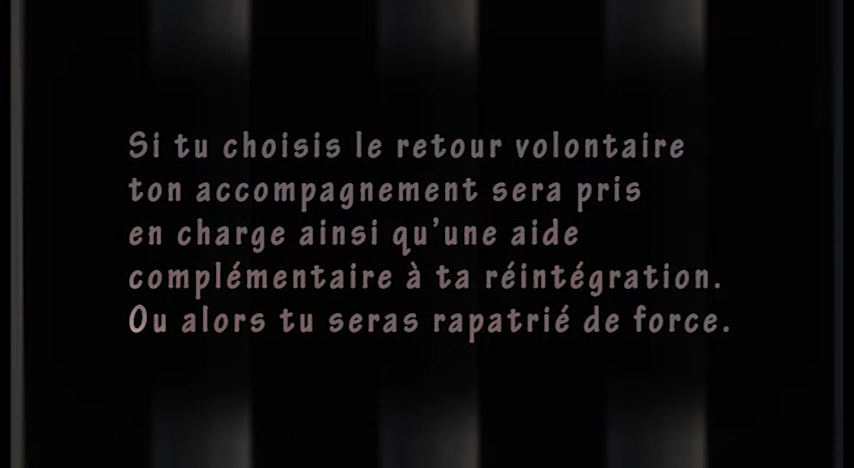 Si tu choisis le retour volontaire
ton accompagnement sera pris
en charge ainsi qu'une aide
complémentaire à ta réintégration.
Ou alors tu seras rapatrié de force.